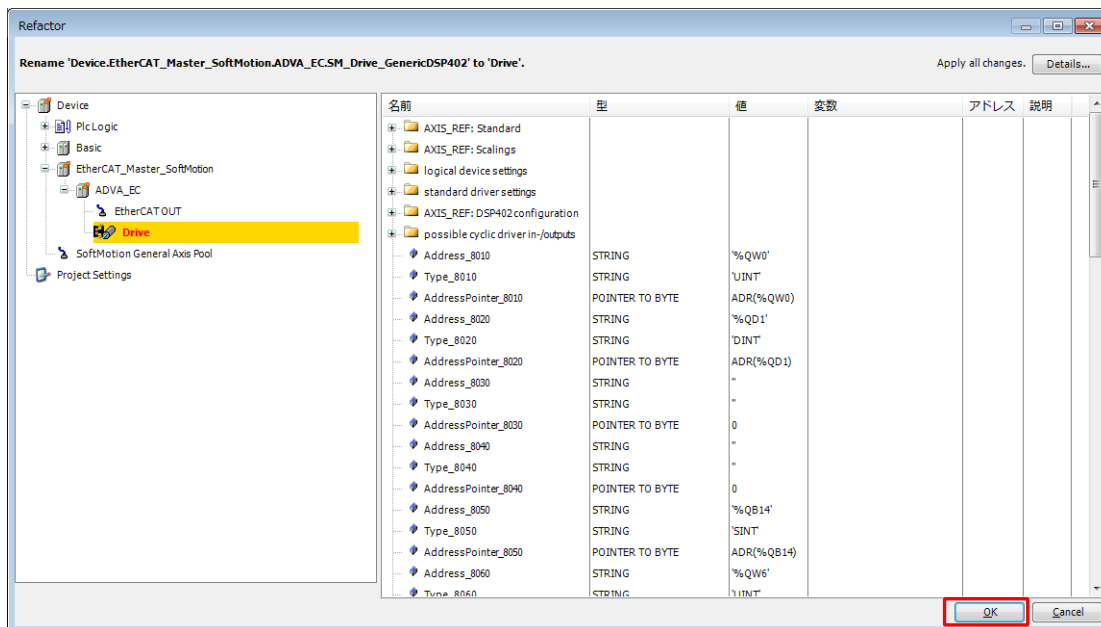 Refactor
Rename 'Device.EtherCAT_Master_SoftMotion.ADVA_EC.SM_Drive_GenericDSP402' to 'Drive'.
Apply all changes.
Details...
Device
Plc Logic
Basic
EtherCAT_Master_SoftMotion
ADVA_EC
EtherCAT OUT
Drive
SoftMotion General Axis Pool
Project Settings
名前 型 値 変数 アドレス 説明
AXIS_REF: Standard
AXIS_REF: Scalings
logical device settings
standard driver settings
AXIS_REF: DSP402 configuration
possible cyclic driver in-/outputs
Address_8010 STRING '%QW0'
Type_8010 STRING 'UINT'
AddressPointer_8010 POINTER TO BYTE ADR(%QW0)
Address_8020 STRING '%QD1'
Type_8020 STRING 'DINT'
AddressPointer_8020 POINTER TO BYTE ADR(%QD1)
Address_8030 STRING ''
Type_8030 STRING ''
AddressPointer_8030 POINTER TO BYTE 0
Address_8040 STRING ''
Type_8040 STRING ''
AddressPointer_8040 POINTER TO BYTE 0
Address_8050 STRING '%QB14'
Type_8050 STRING 'SINT'
AddressPointer_8050 POINTER TO BYTE ADR(%QB14)
Address_8060 STRING '%QW6'
Type_8060 STRING 'UINT'
OK Cancel